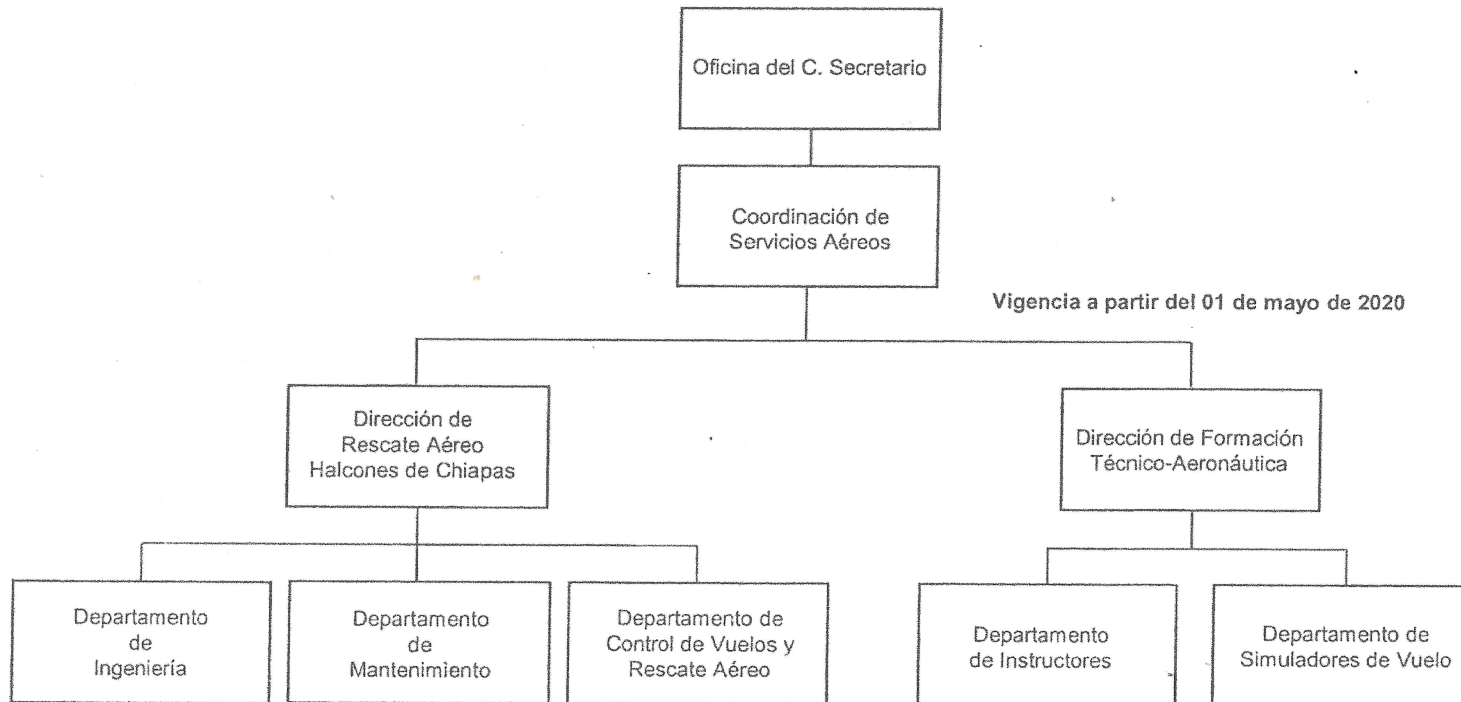 Oficina del C. Secretario
Coordinación de
Servicios Aéreos
Vigencia a partir del 01 de mayo de 2020
Dirección de
Rescate Aéreo
Halcones de Chiapas
Dirección de Formación
Técnico-Aeronáutica
Departamento
de
Ingeniería
Departamento
de
Mantenimiento
Departamento de
Control de Vuelos y
Rescate Aéreo
Departamento
de Instructores
Departamento de
Simuladores de Vuelo